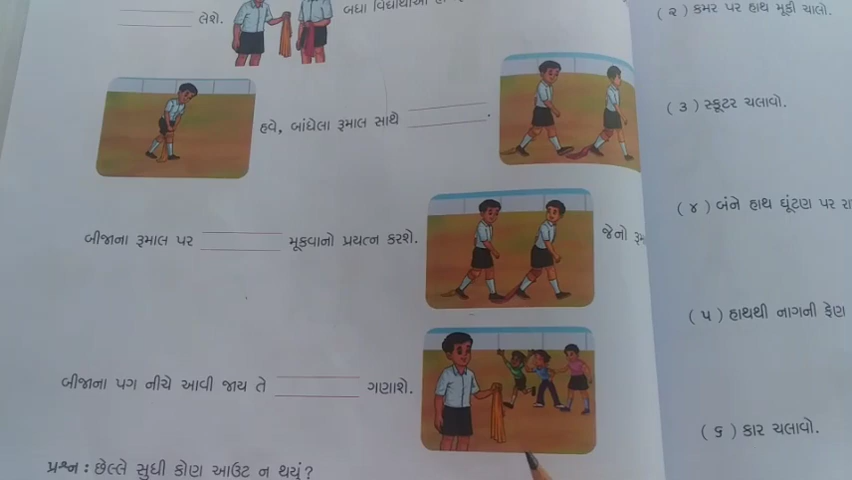 લેશે.
બધા
હવે, બાંધેલા રૂમાલ સાથે
બીજાના રૂમાલ પર
મૂકવાનો પ્રયત્ન કરશે.
જેનો
બીજાના પગ નીચે આવી જાય તે
ગણાશે.
પ્રશ્ન : છેલ્લે સુધી કોણ આઉટ ન થયું ?
( ૨ ) કમર પર હાથ મૂકી ચાલો.
( ૩ ) સ્કૂટર ચલાવો.
( ૪ ) બંને હાથ ઘૂંટણ પર
( ૫ ) હાથથી નાગની ફેણ
( ૬ ) કાર ચલાવો.